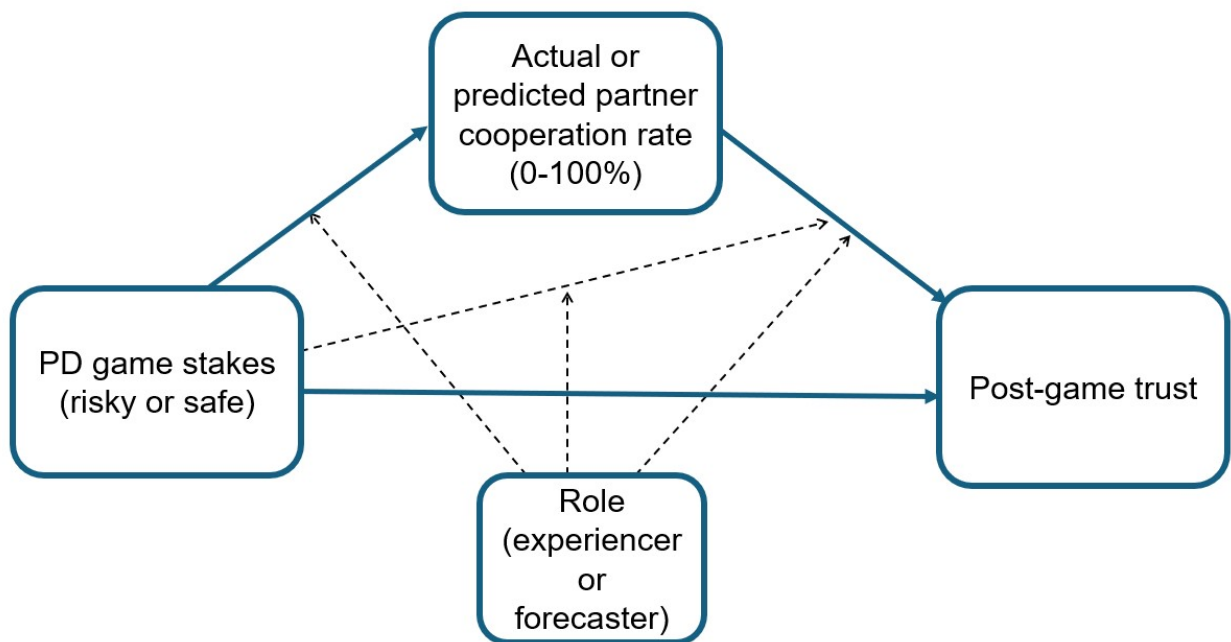 Actual or
predicted partner
cooperation rate
(0-100%)
PD game stakes
(risky or safe)
Post-game trust
Role
(experiencer
or
forecaster)